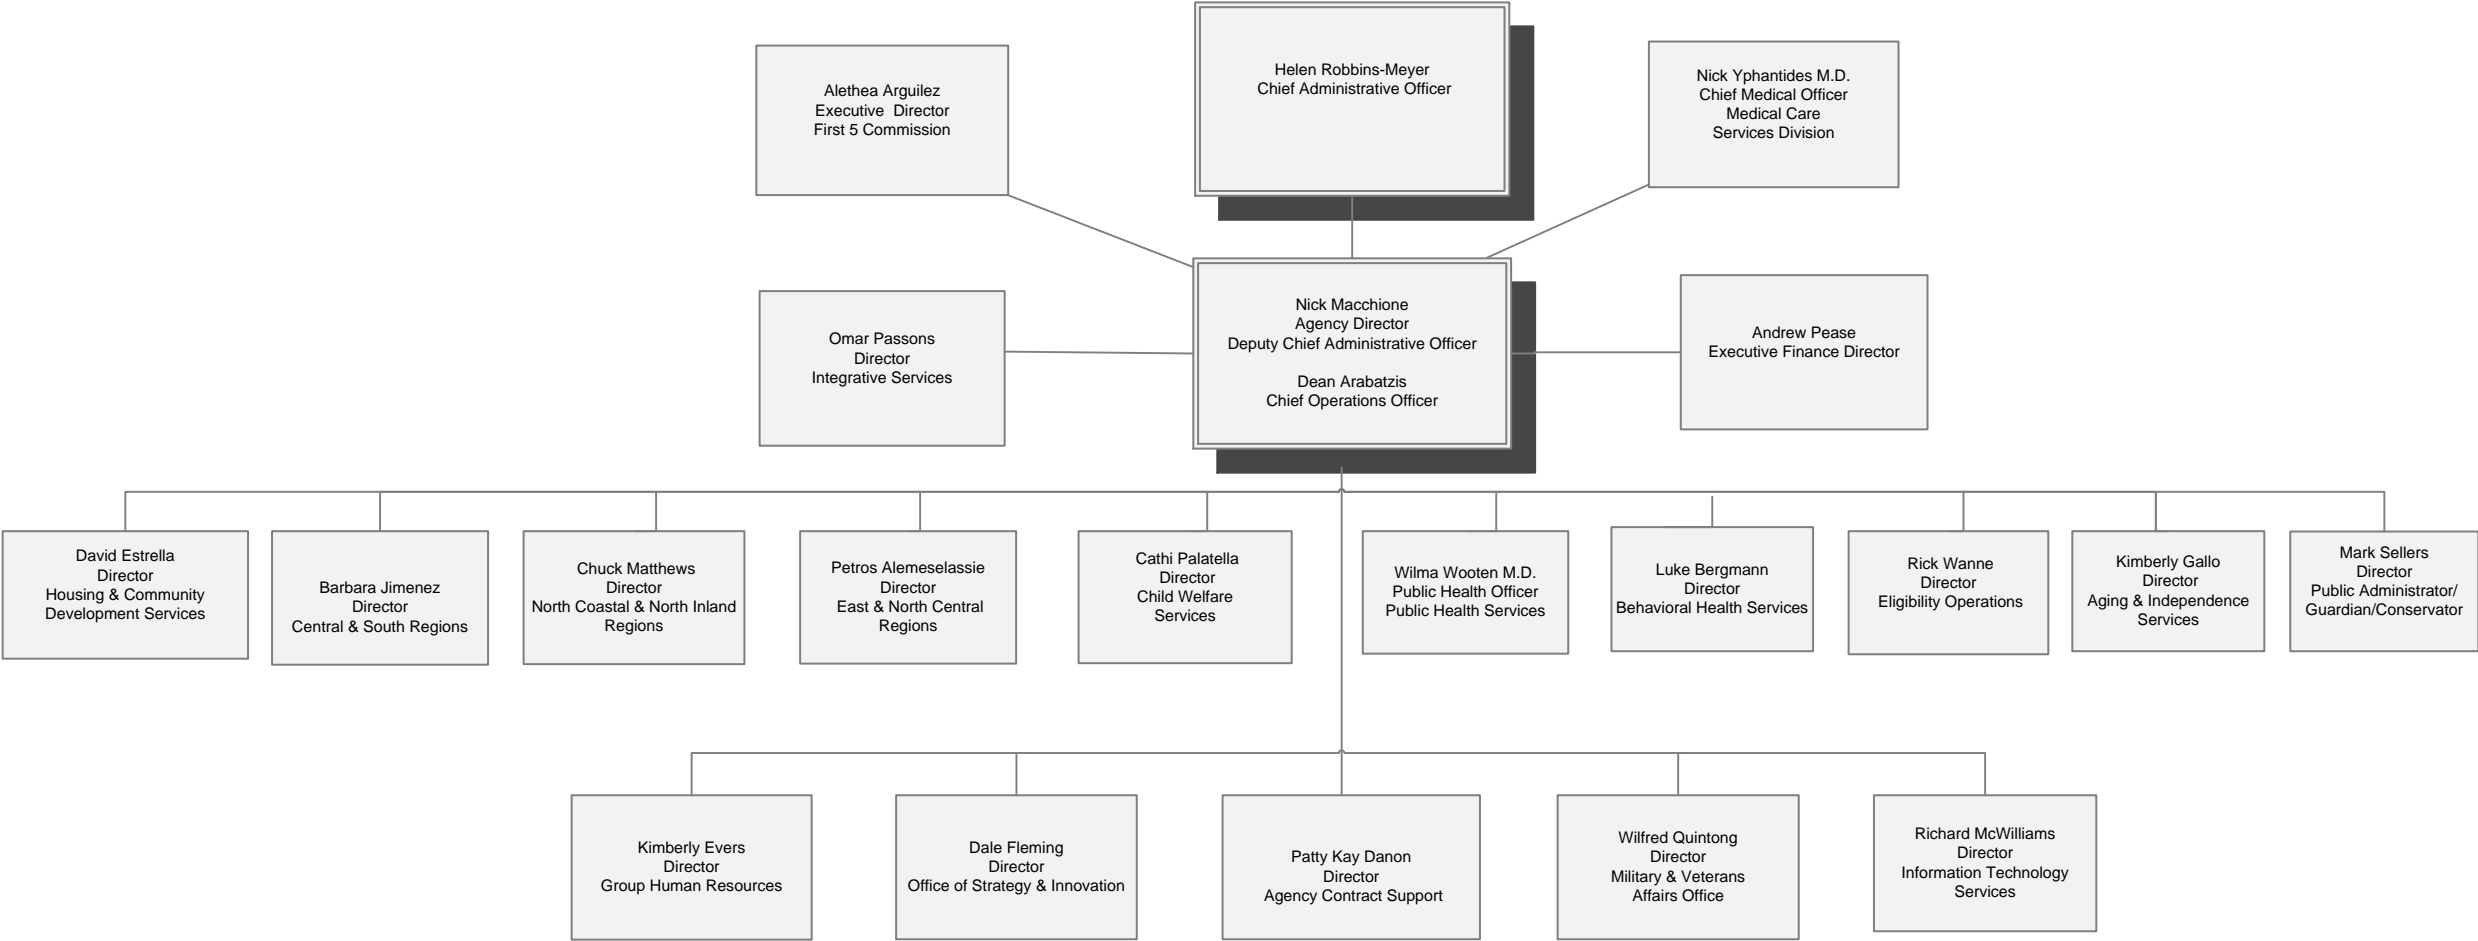 Helen Robbins-Meyer
Chief Administrative Officer
Alethea Arguilez
Executive  Director
First 5 Commission
Nick Yphantides M.D.
Chief Medical Officer
Medical Care
Services Division
Omar Passons
Director
Integrative Services
Nick Macchione
Agency Director
Deputy Chief Administrative Officer
Dean Arabatzis
Chief Operations Officer
Andrew Pease
Executive Finance Director
David Estrella
Director
Housing & Community
Development Services
Barbara Jimenez
Director
Central & South Regions
Chuck Matthews
Director
North Coastal & North Inland
Regions
Petros Alemeselassie
Director
East & North Central
Regions
Cathi Palatella
Director
Child Welfare
Services
Wilma Wooten M.D.
Public Health Officer
Public Health Services
Luke Bergmann
Director
Behavioral Health Services
Rick Wanne
Director
Eligibility Operations
Kimberly Gallo
Director
Aging & Independence
Services
Mark Sellers
Director
Public Administrator/
Guardian/Conservator
Kimberly Evers
Director
Group Human Resources
Dale Fleming
Director
Office of Strategy & Innovation
Patty Kay Danon
Director
Agency Contract Support
Wilfred Quintong
Director
Military & Veterans
Affairs Office
Richard McWilliams
Director
Information Technology
Services